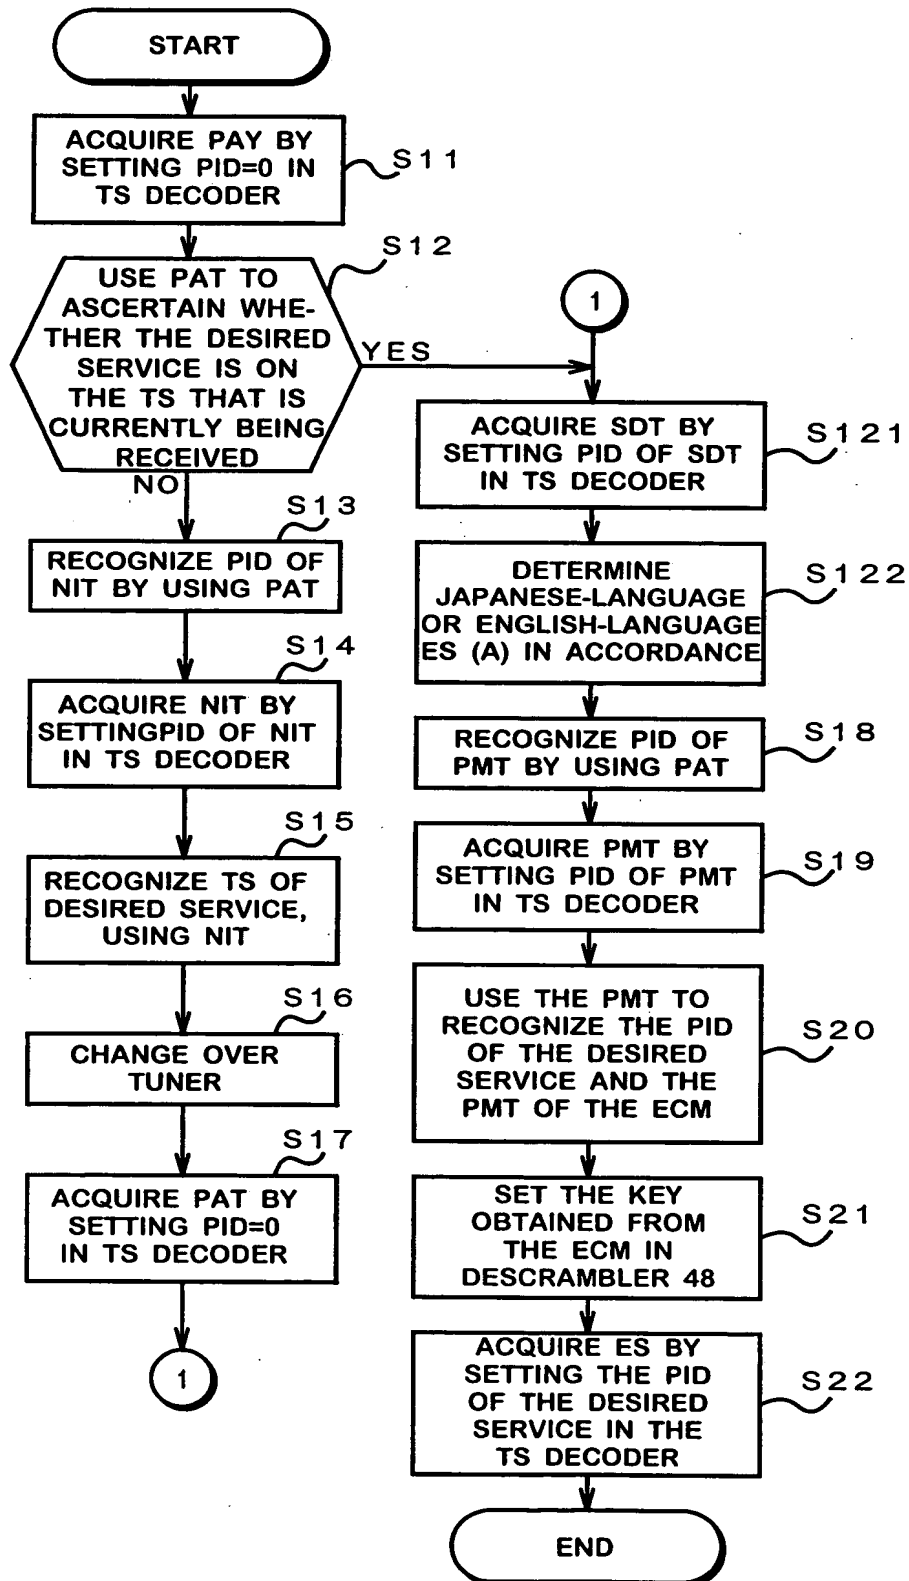 START
ACQUIRE PAY BY
SETTING PID=0 IN
TS DECODER
S11
S12
USE PAT TO
ASCERTAIN WHE-
THER THE DESIRED
SERVICE IS ON
THE TS THAT IS
CURRENTLY BEING
RECEIVED
YES
NO
S13
RECOGNIZE PID OF
NIT BY USING PAT
S14
ACQUIRE NIT BY
SETTINGPID OF NIT
IN TS DECODER
S15
RECOGNIZE TS OF
DESIRED SERVICE,
USING NIT
S16
CHANGE OVER
TUNER
S17
ACQUIRE PAT BY
SETTING PID=0
IN TS DECODER
1
1
ACQUIRE SDT BY
SETTING PID OF SDT
IN TS DECODER
S121
DETERMINE
JAPANESE-LANGUAGE
OR ENGLISH-LANGUAGE
ES (A) IN ACCORDANCE
S122
RECOGNIZE PID OF
PMT BY USING PAT
S18
ACQUIRE PMT BY
SETTING PID OF PMT
IN TS DECODER
S19
USE THE PMT TO
RECOGNIZE THE PID
OF THE DESIRED
SERVICE AND THE
PMT OF THE ECM
S20
SET THE KEY
OBTAINED FROM
THE ECM IN
DESCRAMBLER 48
S21
ACQUIRE ES BY
SETTING THE PID
OF THE DESIRED
SERVICE IN THE
TS DECODER
S22
END